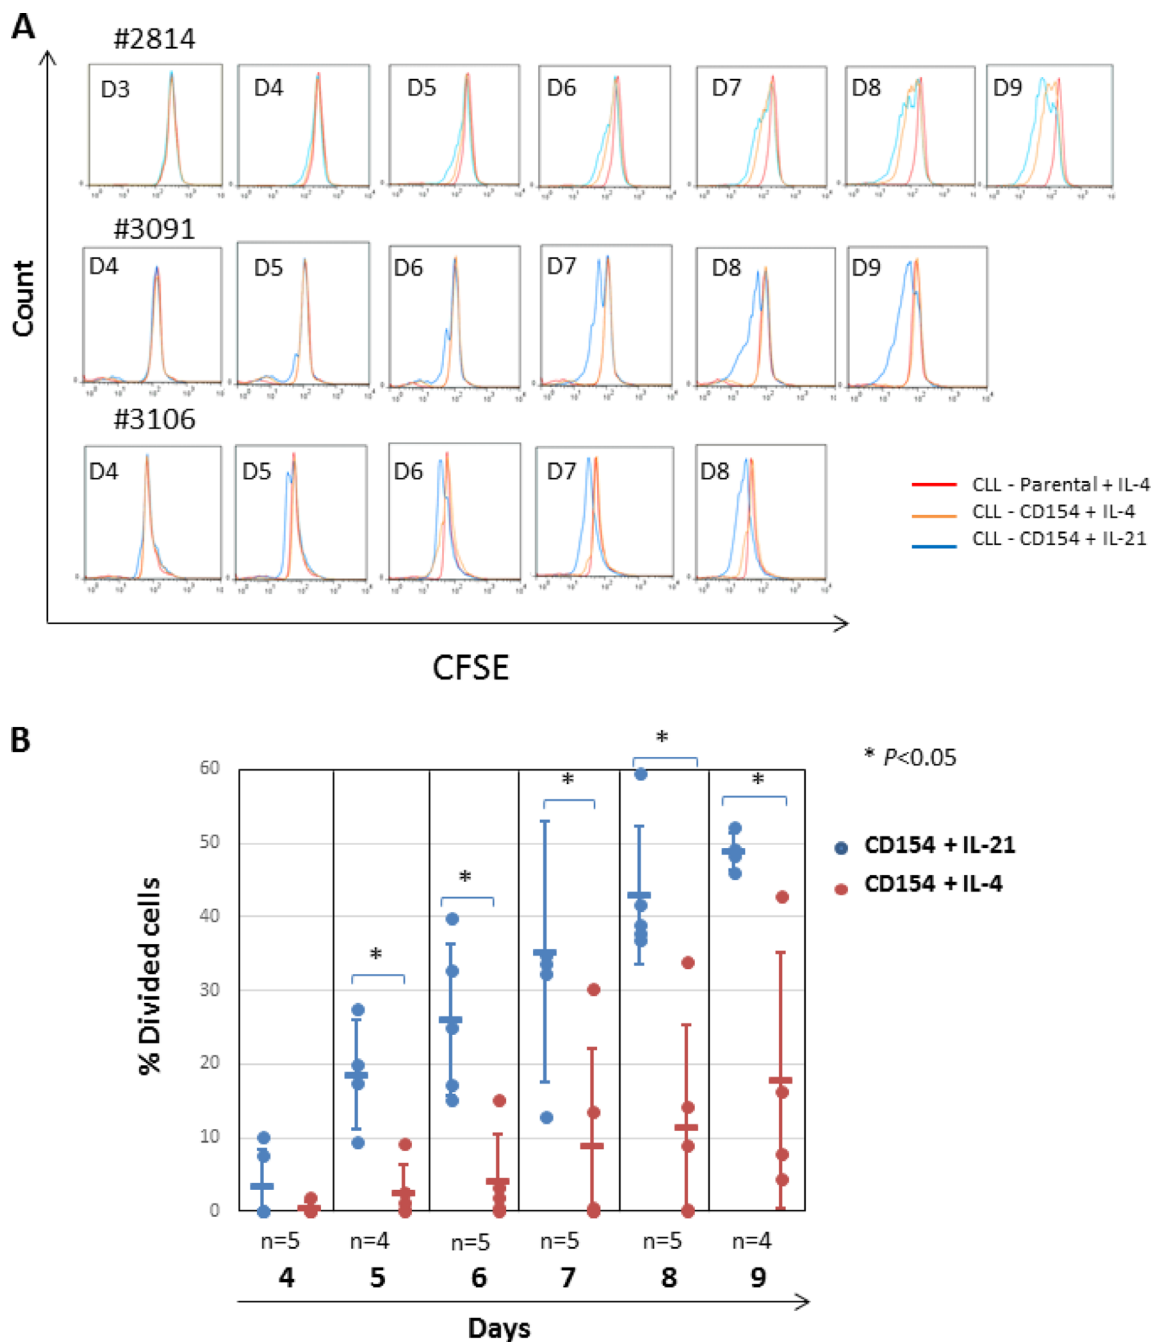 A
#2814
D3 D4 D5 D6 D7 D8 D9
#3091
D4 D5 D6 D7 D8 D9
#3106
D4 D5 D6 D7 D8
Count
CFSE
CLL - Parental + IL-4
CLL - CD154 + IL-4
CLL - CD154 + IL-21
B
* P<0.05
CD154 + IL-21
CD154 + IL-4
% Divided cells
60
50
40
30
20
10
0
* * * * *
n=5 n=4 n=5 n=5 n=5 n=4
4 5 6 7 8 9
Days